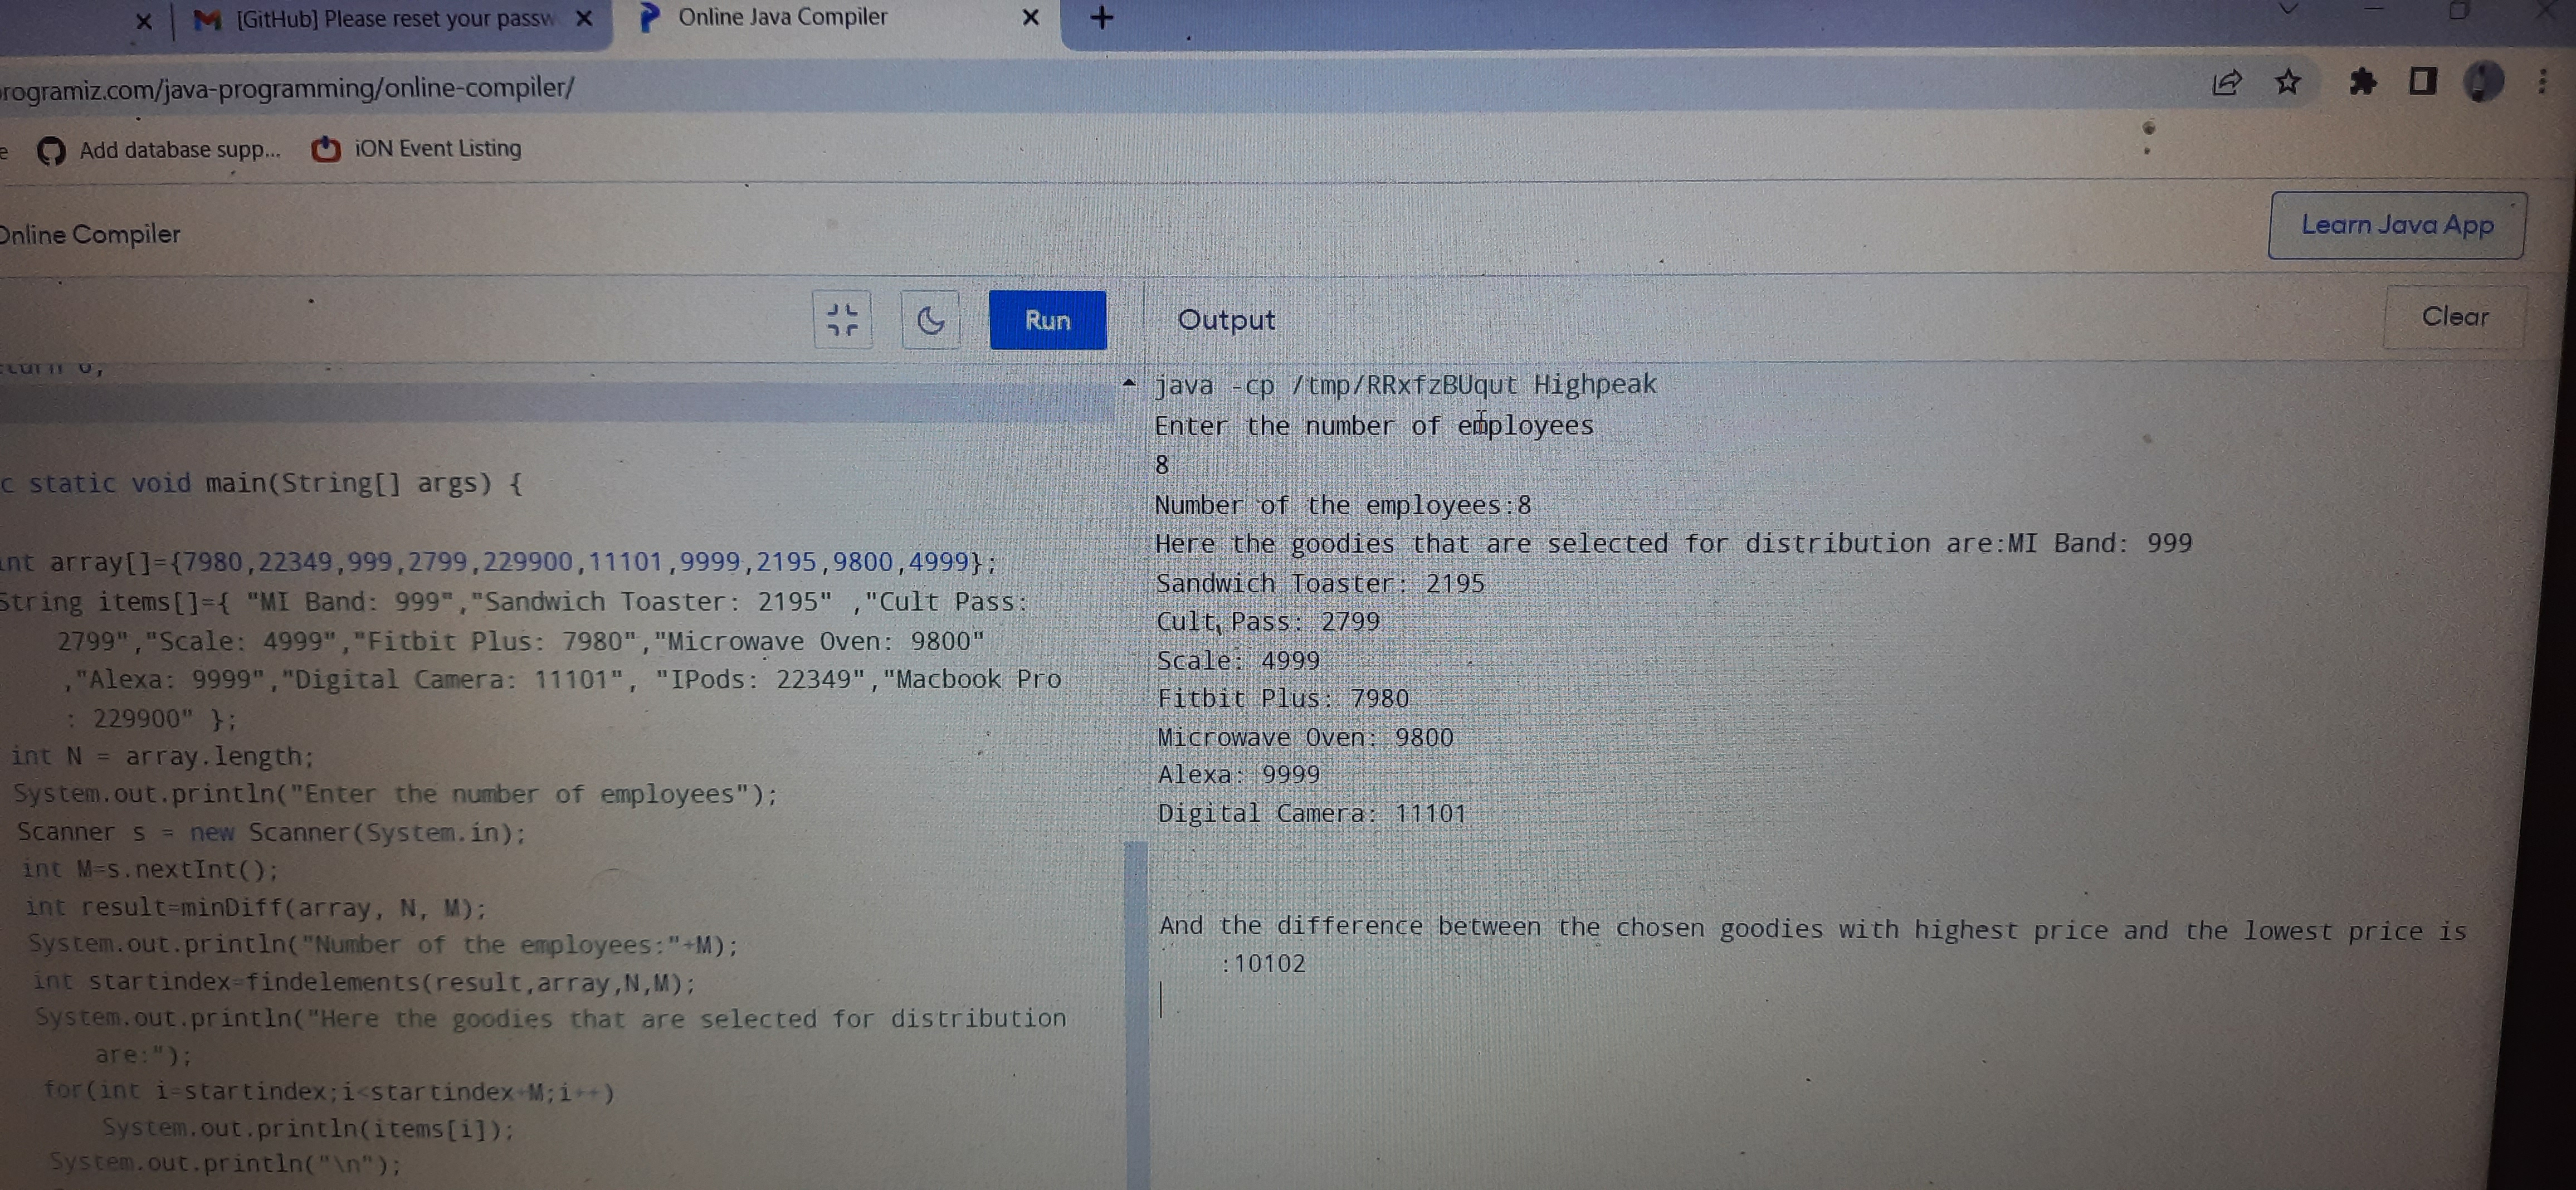 [GitHub] Please reset your passw
Online Java Compiler
rogramiz.com/java-programming/online-compiler/
e
Add database supp...
iON Event Listing
Online Compiler
Learn Java App
Run
Output
Clear
c static void main(String[] args) {
int array[]={7980,22349,999,2799,229900,11101,9999,2195,9800,4999};
String items[]={ "MI Band: 999","Sandwich Toaster: 2195" ,"Cult Pass:
2799","Scale: 4999","Fitbit Plus: 7980","Microwave Oven: 9800"
,"Alexa: 9999","Digital Camera: 11101", "IPods: 22349","Macbook Pro
: 229900" };
int N = array.length;
System.out.println("Enter the number of employees");
Scanner s = new Scanner(System.in);
int M=s.nextInt();
int result=minDiff(array, N, M);
System.out.println("Number of the employees:"+M);
int startindex=findelements(result,array,N,M);
System.out.println("Here the goodies that are selected for distribution
are:");
for(int i=startindex;i<startindex+M;i++)
System.out.println(items[i]);
System.out.println("\n");
java -cp /tmp/RRxfzBUqut Highpeak
Enter the number of employees
8
Number of the employees:8
Here the goodies that are selected for distribution are:MI Band: 999
Sandwich Toaster: 2195
Cult Pass: 2799
Scale: 4999
Fitbit Plus: 7980
Microwave Oven: 9800
Alexa: 9999
Digital Camera: 11101
And the difference between the chosen goodies with highest price and the lowest price is
:10102